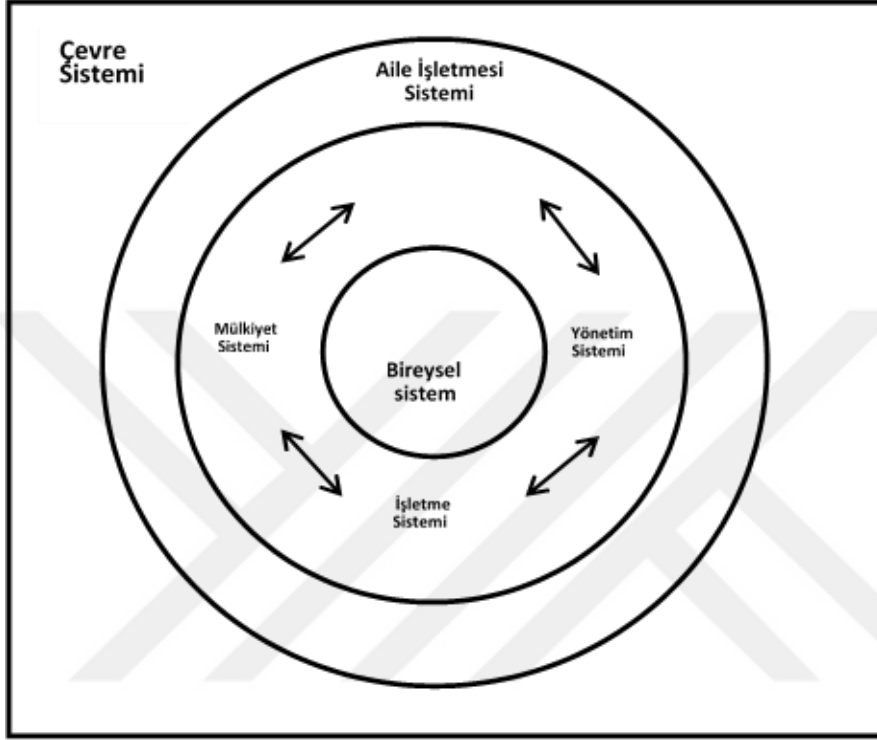 Çevre
Sistemi
Aile İşletmesi
Sistemi
Mülkiyet
Sistemi
Yönetim
Sistemi
Bireysel
sistem
İşletme
Sistemi